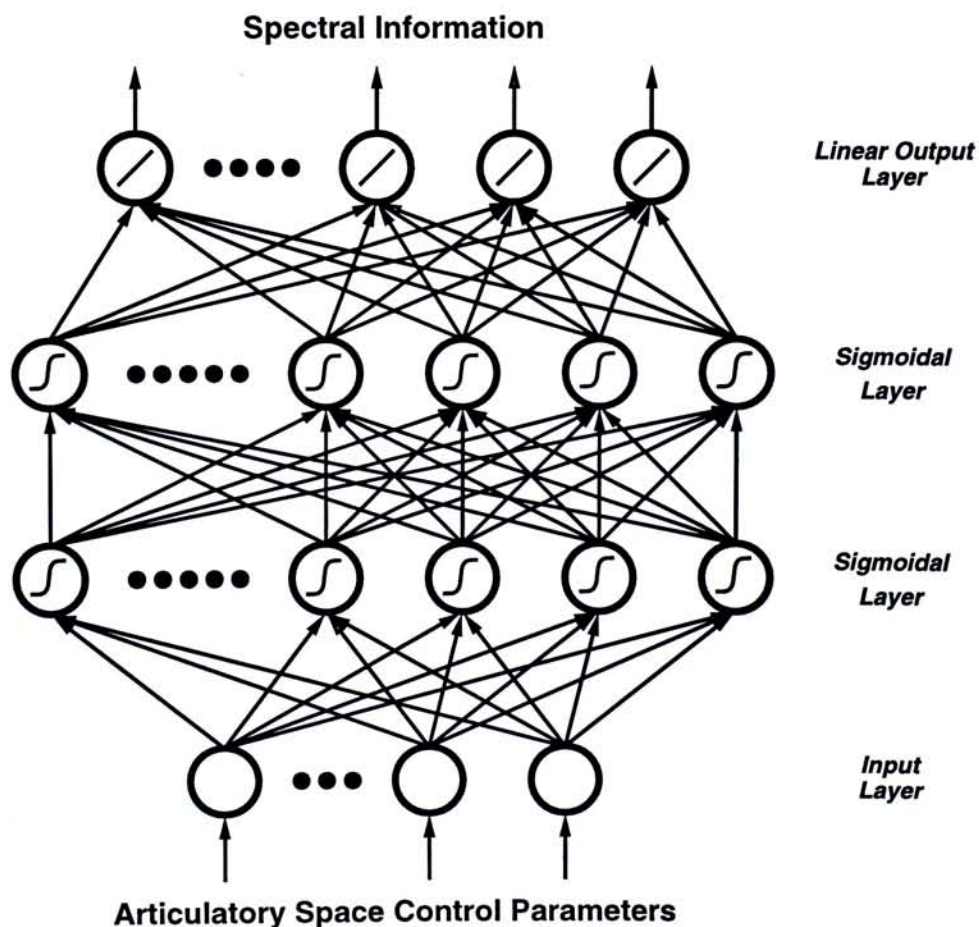 Spectral Information
Linear Output
Layer
Sigmoidal
Layer
Sigmoidal
Layer
Input
Layer
Articulatory Space Control Parameters